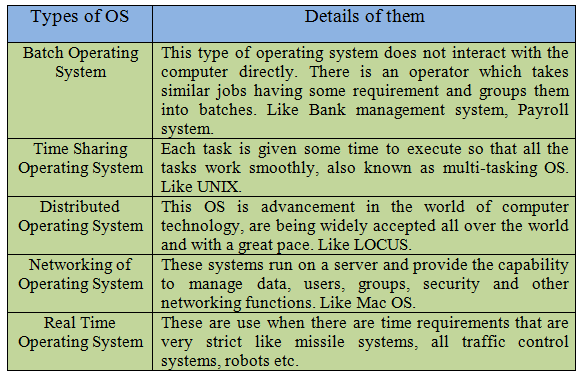 Types of OS
Details of them
Batch Operating
System
This type of operating system does not interact with the
computer directly. There is an operator which takes
similar jobs having some requirement and groups them
into batches. Like Bank management system, Payroll
system.
Time Sharing
Operating System
Each task is given some time to execute so that all the
tasks work smoothly, also known as multi-tasking OS.
Like UNIX.
Distributed
Operating System
This OS is advancement in the world of computer
technology, are being widely accepted all over the world
and with a great pace. Like LOCUS.
Networking of
Operating System
These systems run on a server and provide the capability
to manage data, users, groups, security and other
networking functions. Like Mac OS.
Real Time
Operating System
These are use when there are time requirements that are
very strict like missile systems, all traffic control
systems, robots etc.